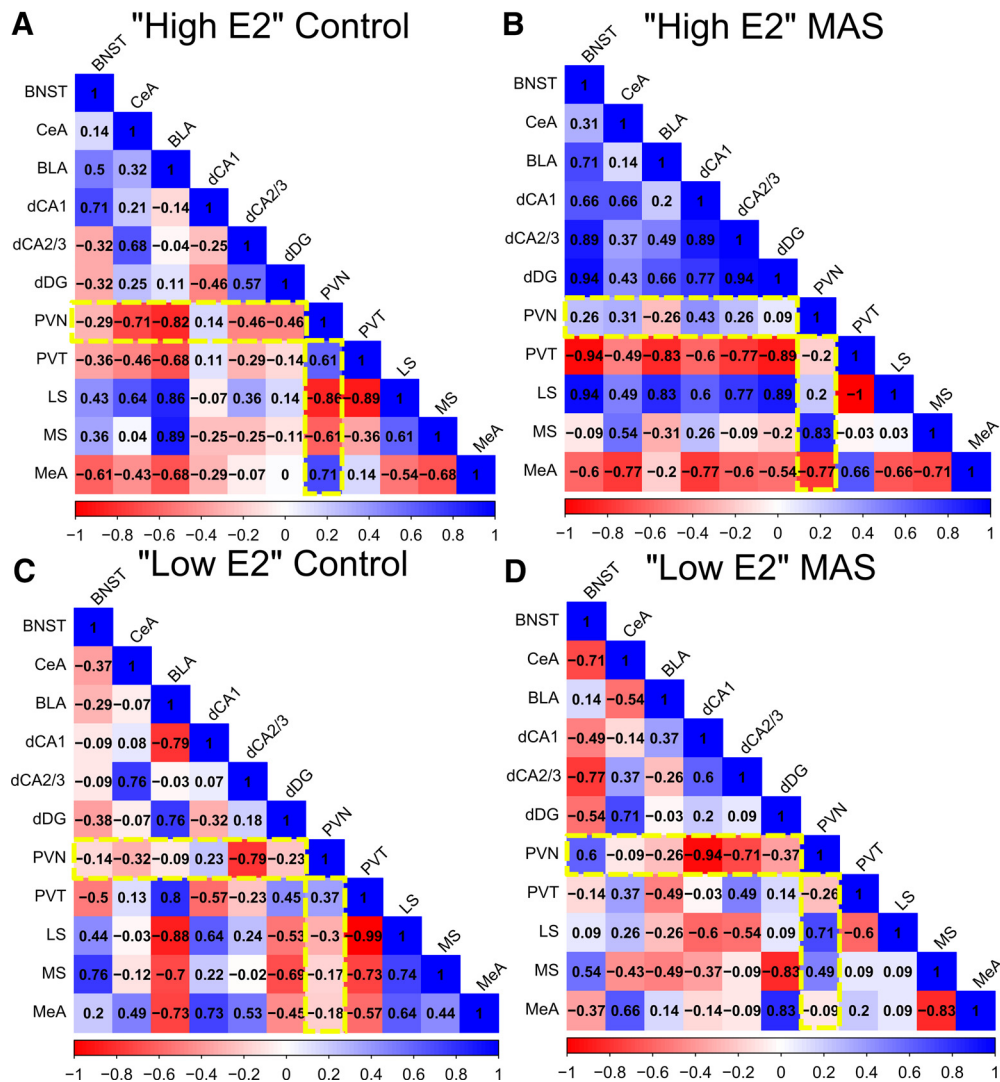 A "High E2" Control
BNST
CeA
BLA
dCA1
dCA2/3
dDG
PVN
PVT
LS
MS
MeA
BNST 1
CeA 0.14 1
BLA 0.5 0.32 1
dCA1 0.71 0.21 −0.14 1
dCA2/3 −0.32 0.68 −0.04 −0.25 1
dDG −0.32 0.25 0.11 −0.46 0.57 1
PVN −0.29 −0.71 −0.82 0.14 −0.46 −0.46 1
PVT −0.36 −0.46 −0.68 0.11 −0.29 −0.14 0.61 1
LS 0.43 0.64 0.86 −0.07 0.36 0.14 −0.86 −0.89 1
MS 0.36 0.04 0.89 −0.25 −0.25 −0.11 −0.61 −0.36 0.61 1
MeA −0.61 −0.43 −0.68 −0.29 −0.07 0 0.71 0.14 −0.54 −0.68 1
−1 −0.8 −0.6 −0.4 −0.2 0 0.2 0.4 0.6 0.8 1
B "High E2" MAS
BNST
CeA
BLA
dCA1
dCA2/3
dDG
PVN
PVT
LS
MS
MeA
BNST 1
CeA 0.31 1
BLA 0.71 0.14 1
dCA1 0.66 0.66 0.2 1
dCA2/3 0.89 0.37 0.49 0.89 1
dDG 0.94 0.43 0.66 0.77 0.94 1
PVN 0.26 0.31 −0.26 0.43 0.26 0.09 1
PVT −0.94 −0.49 −0.83 −0.6 −0.77 −0.89 −0.2 1
LS 0.94 0.49 0.83 0.6 0.77 0.89 0.2 −1 1
MS −0.09 0.54 −0.31 0.26 −0.09 −0.2 0.83 −0.03 0.03 1
MeA −0.6 −0.77 −0.2 −0.77 −0.6 −0.54 −0.77 0.66 −0.66 −0.71 1
−1 −0.8 −0.6 −0.4 −0.2 0 0.2 0.4 0.6 0.8 1
C "Low E2" Control
BNST
CeA
BLA
dCA1
dCA2/3
dDG
PVN
PVT
LS
MS
MeA
BNST 1
CeA −0.37 1
BLA −0.29 −0.07 1
dCA1 −0.09 0.08 −0.79 1
dCA2/3 −0.09 0.76 −0.03 0.07 1
dDG −0.38 −0.07 0.76 −0.32 0.18 1
PVN −0.14 −0.32 −0.09 0.23 −0.79 −0.23 1
PVT −0.5 0.13 0.8 −0.57 −0.23 0.45 0.37 1
LS 0.44 −0.03 −0.88 0.64 0.24 −0.53 −0.3 −0.99 1
MS 0.76 −0.12 −0.7 0.22 −0.02 −0.69 −0.17 −0.73 0.74 1
MeA 0.2 0.49 −0.73 0.73 0.53 −0.45 −0.18 −0.57 0.64 0.44 1
−1 −0.8 −0.6 −0.4 −0.2 0 0.2 0.4 0.6 0.8 1
D "Low E2" MAS
BNST
CeA
BLA
dCA1
dCA2/3
dDG
PVN
PVT
LS
MS
MeA
BNST 1
CeA −0.71 1
BLA 0.14 −0.54 1
dCA1 −0.49 −0.14 0.37 1
dCA2/3 −0.77 0.37 −0.26 0.6 1
dDG −0.54 0.71 −0.03 0.2 0.09 1
PVN 0.6 −0.09 −0.26 −0.94 −0.71 −0.37 1
PVT −0.14 0.37 −0.49 −0.03 0.49 0.14 −0.26 1
LS 0.09 0.26 −0.26 −0.6 −0.54 0.09 0.71 −0.6 1
MS 0.54 −0.43 −0.49 −0.37 −0.09 −0.83 0.49 0.09 0.09 1
MeA −0.37 0.66 0.14 −0.14 −0.09 0.83 −0.09 0.2 0.09 −0.83 1
−1 −0.8 −0.6 −0.4 −0.2 0 0.2 0.4 0.6 0.8 1